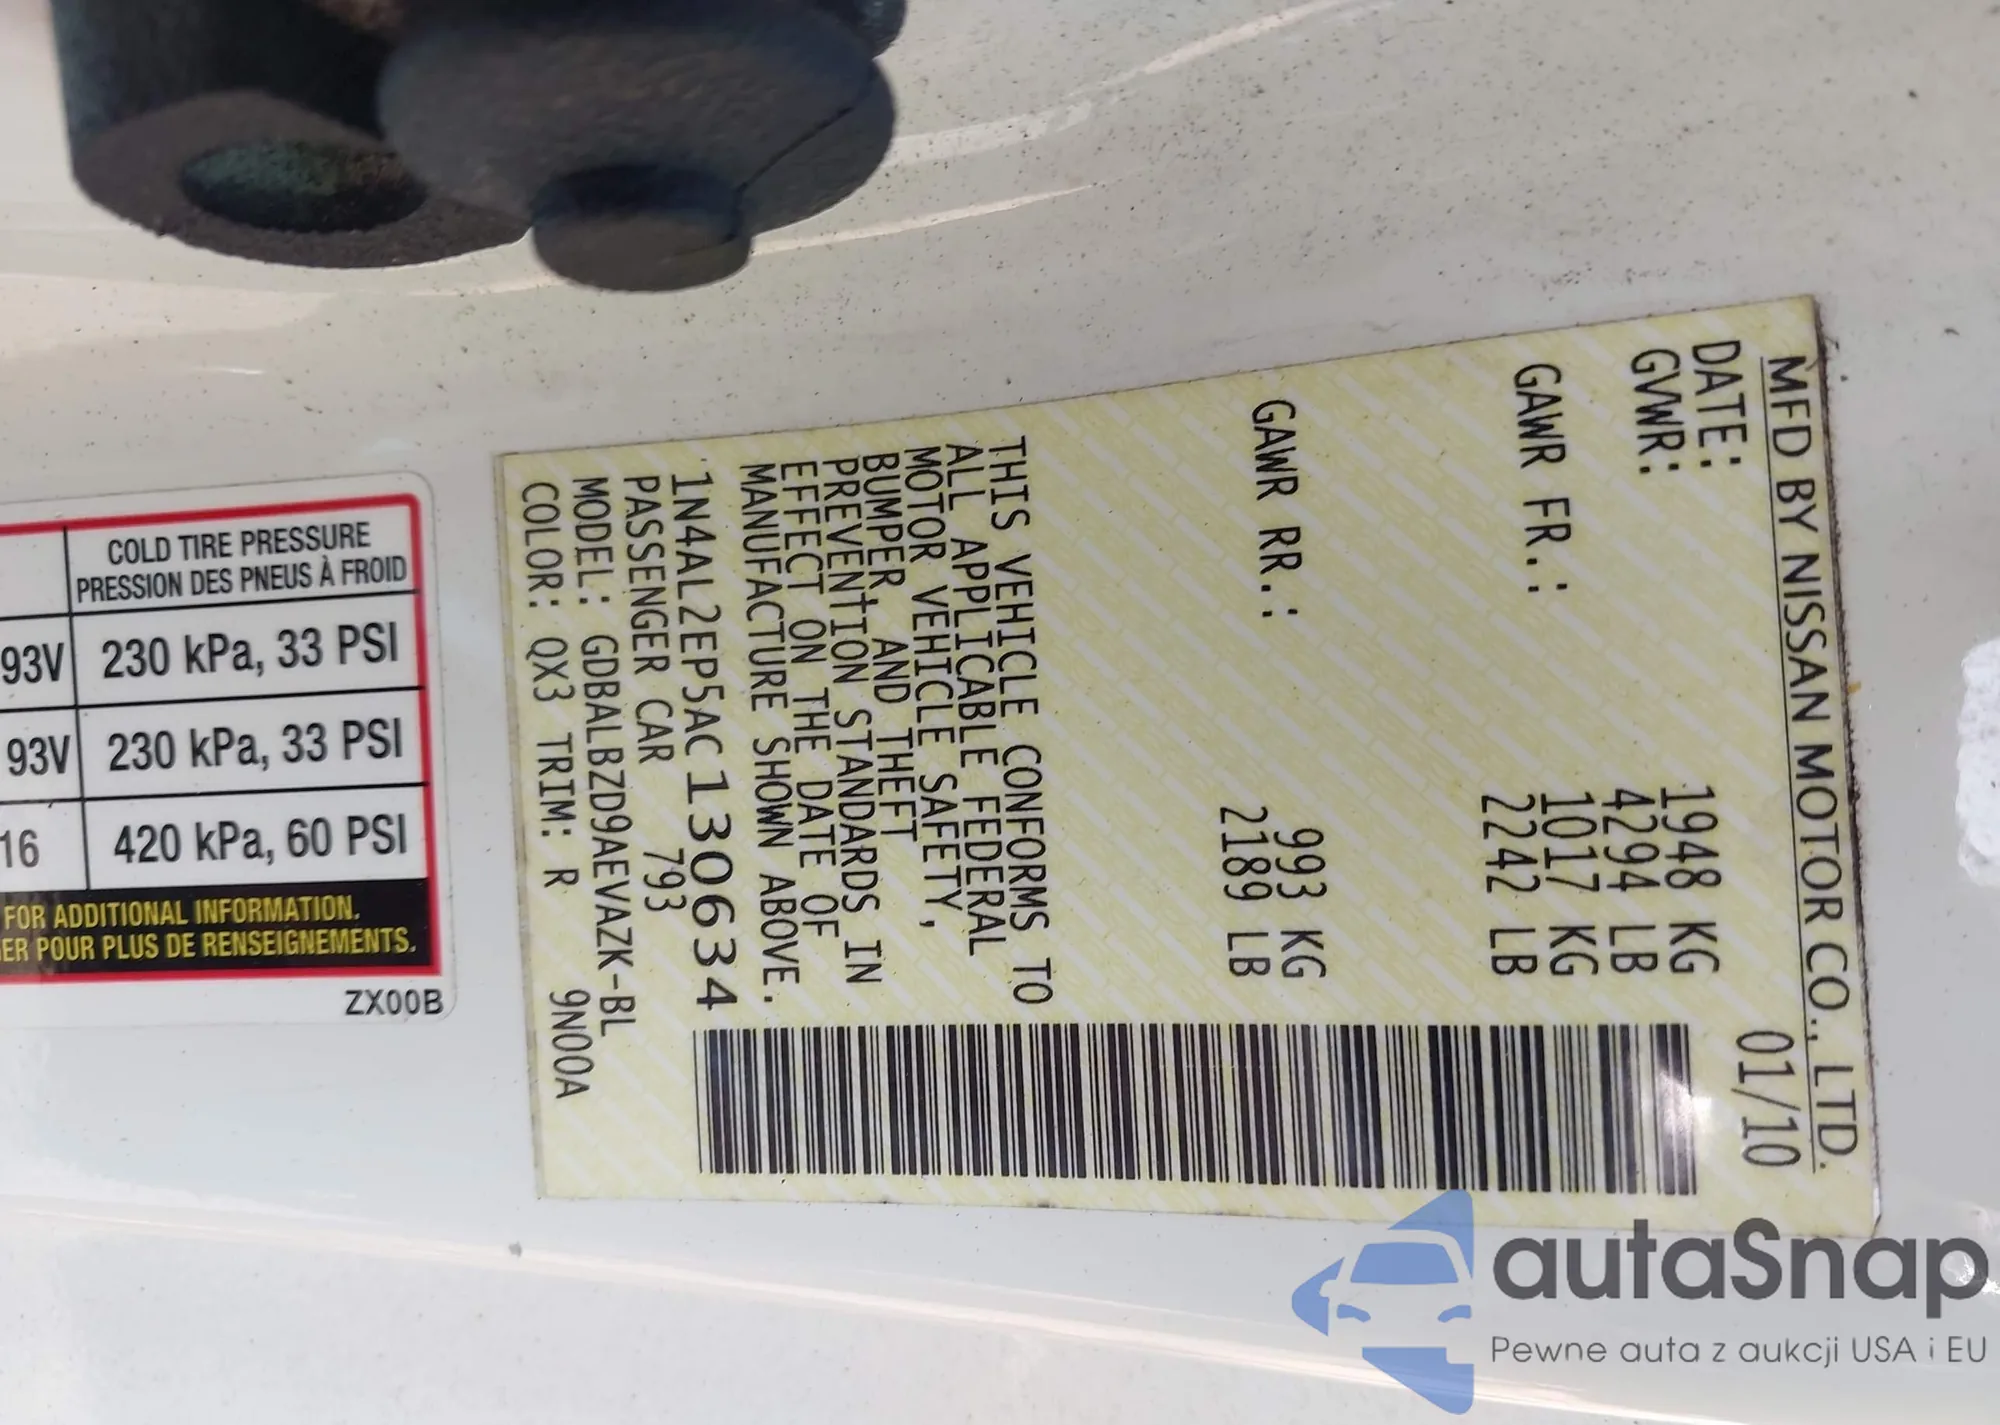 MFD BY NISSAN MOTOR CO., LTD.
DATE: 01/10
GVWR: 1948 KG
4294 LB
GAWR FR.: 1017 KG
2242 LB
GAWR RR.: 993 KG
2189 LB
THIS VEHICLE CONFORMS TO
ALL APPLICABLE FEDERAL
MOTOR VEHICLE SAFETY,
BUMPER, AND THEFT
PREVENTION STANDARDS IN
EFFECT ON THE DATE OF
MANUFACTURE SHOWN ABOVE.
1N4AL2EP5AC130634
PASSENGER CAR 793
MODEL: GDBALBZD9AEVAZK-BL
COLOR: QX3 TRIM: R 9N00A
COLD TIRE PRESSURE
PRESSION DES PNEUS À FROID
93V 230 kPa, 33 PSI
93V 230 kPa, 33 PSI
16 420 kPa, 60 PSI
FOR ADDITIONAL INFORMATION.
ER POUR PLUS DE RENSEIGNEMENTS.
ZX00B
autaSnap
Pewne auta z aukcji USA i EU